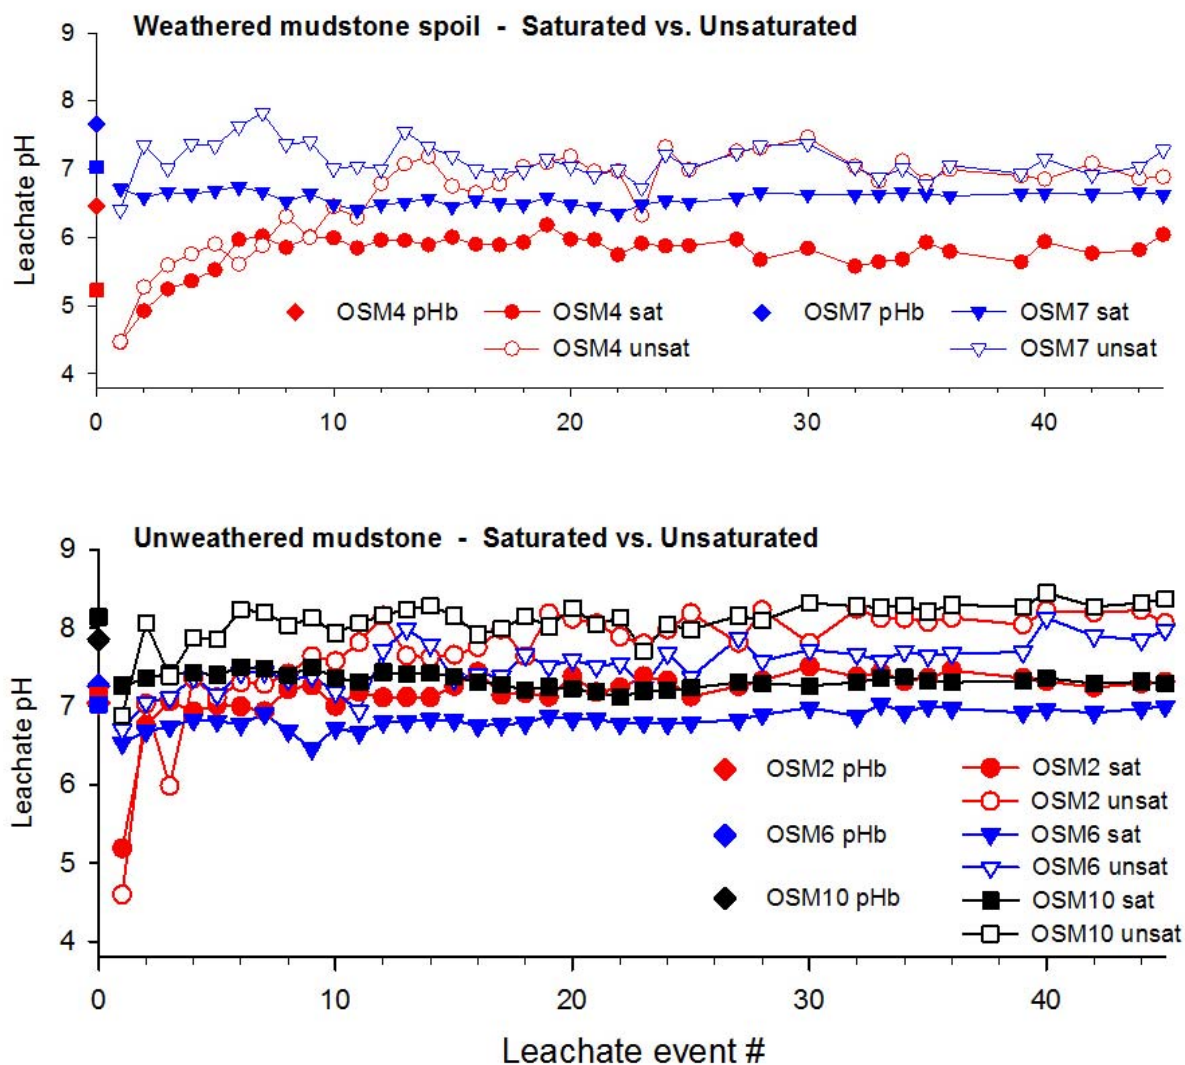 Weathered mudstone spoil - Saturated vs. Unsaturated
9
8
7
6
5
4
Leachate pH
OSM4 pHb
OSM4 sat
OSM7 pHb
OSM7 sat
OSM4 unsat
OSM7 unsat
0 10 20 30 40
Unweathered mudstone - Saturated vs. Unsaturated
9
8
7
6
5
4
Leachate pH
OSM2 pHb
OSM2 sat
OSM2 unsat
OSM6 pHb
OSM6 sat
OSM6 unsat
OSM10 pHb
OSM10 sat
OSM10 unsat
0 10 20 30 40
Leachate event #